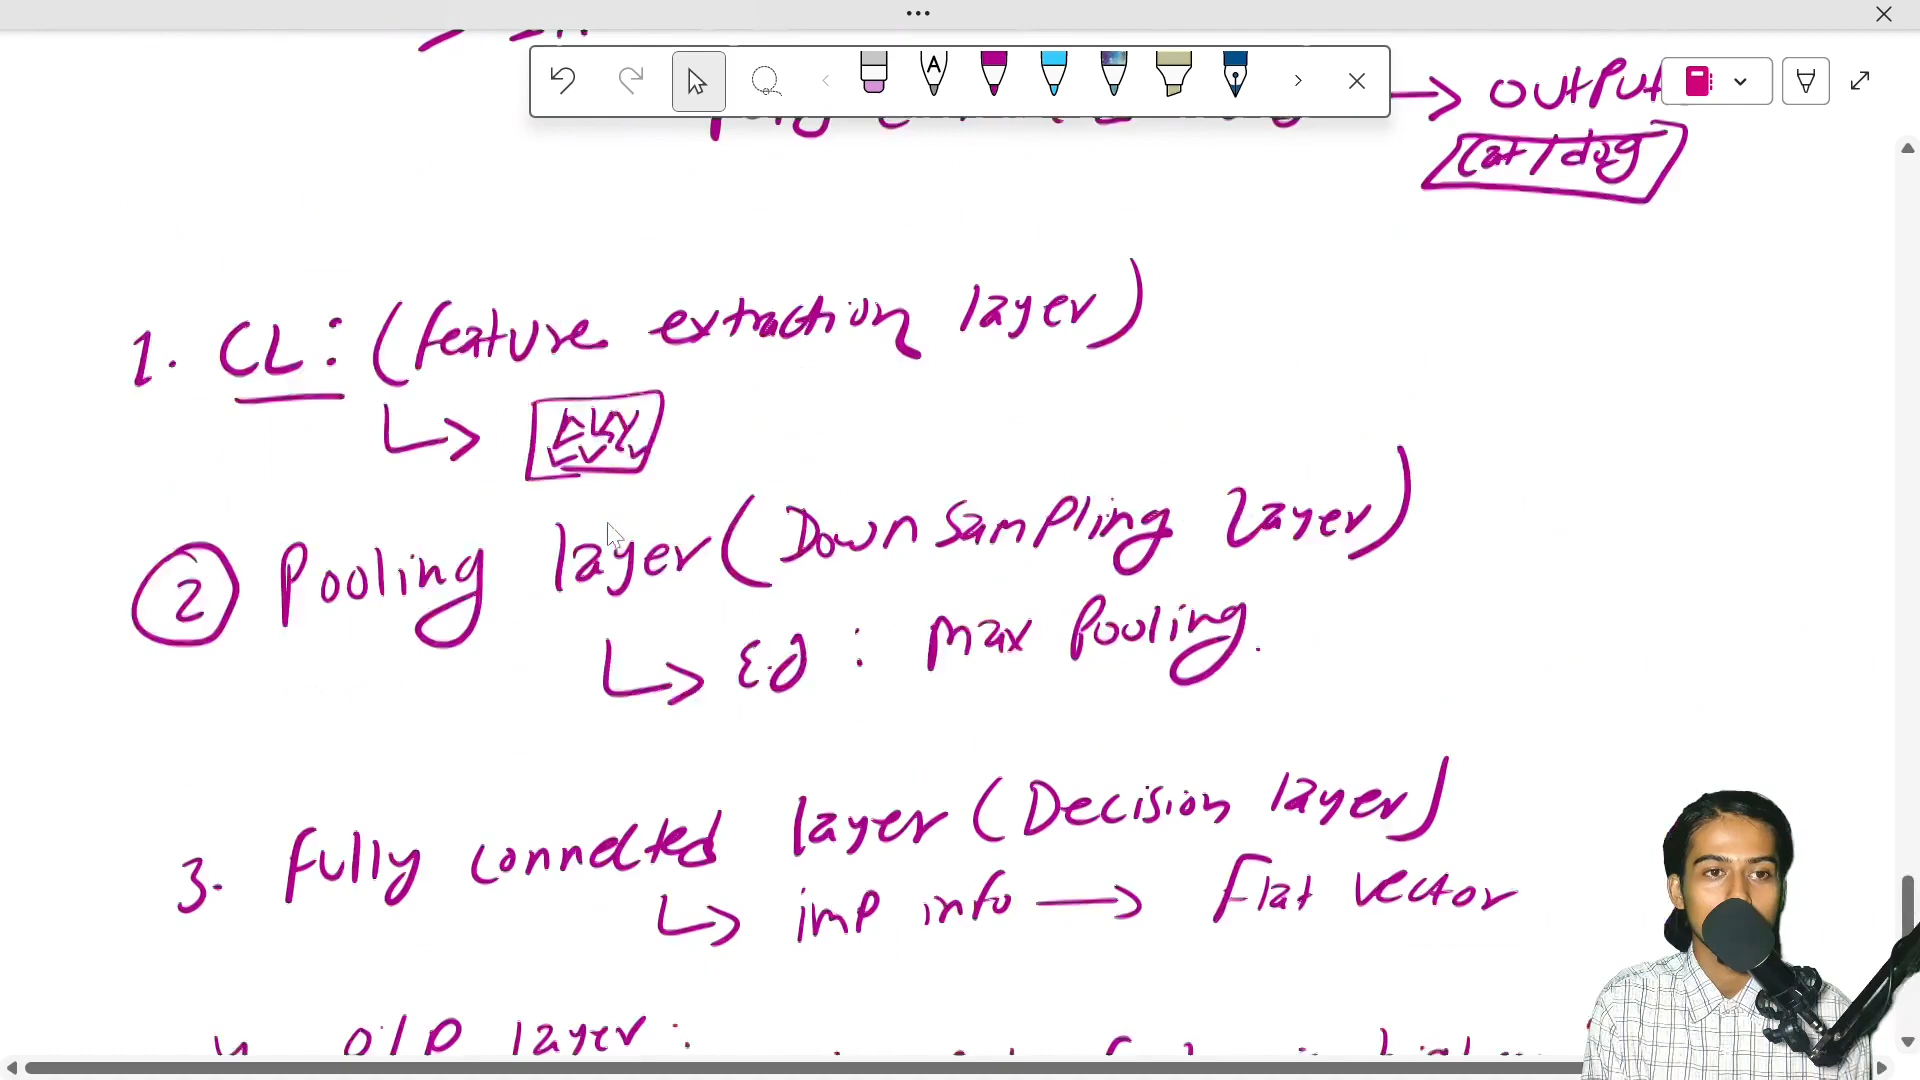 → output
Cat/dog
1. CL: (feature extraction layer)
2 Pooling layer (Down Sampling layer)
↳ Eg : Max Pooling.
3. Fully connected layer (Decision layer)
↳ imp info → Flat vector
O/P layer :